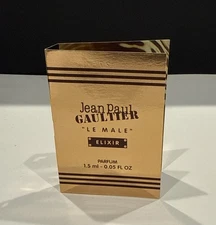 Jean Paul
GAULTIER
"LE MALE"
ELIXIR
PARFUM
1.5 ml - 0.05 FL OZ